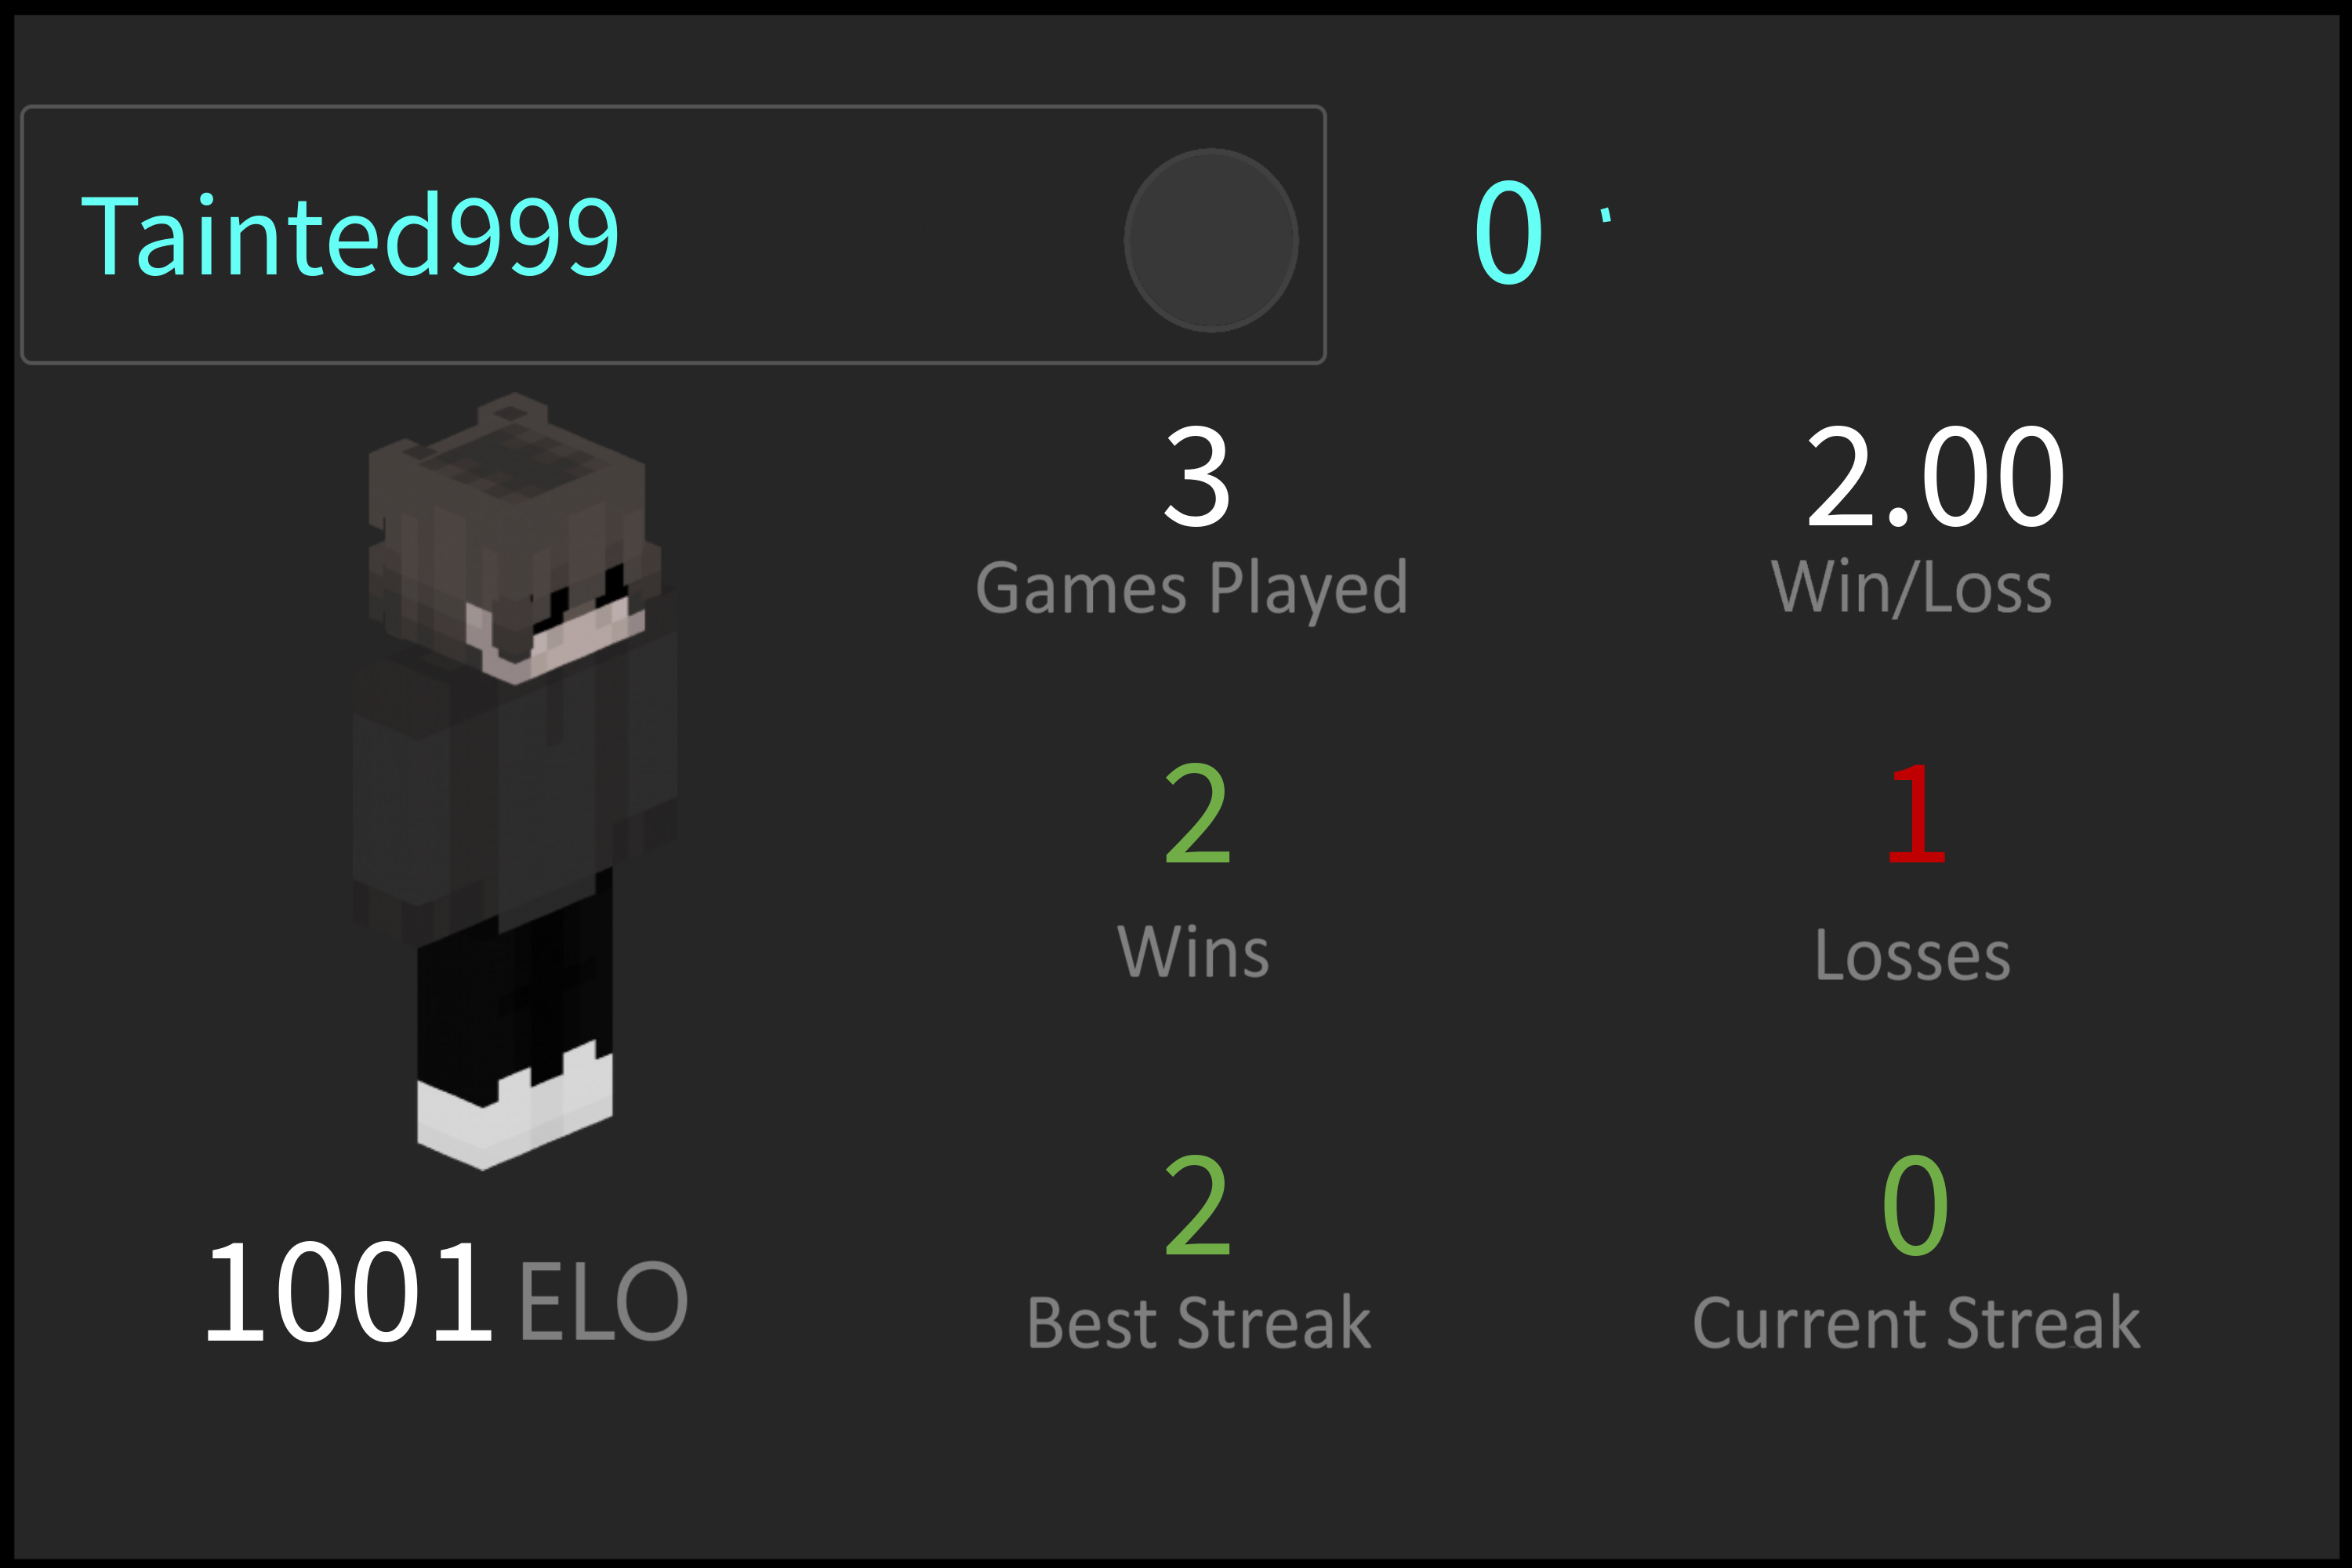 Tainted999
0 '
3 2.00
Games Played Win/Loss
2 1
Wins Losses
2 0
1001 ELO
Best Streak Current Streak